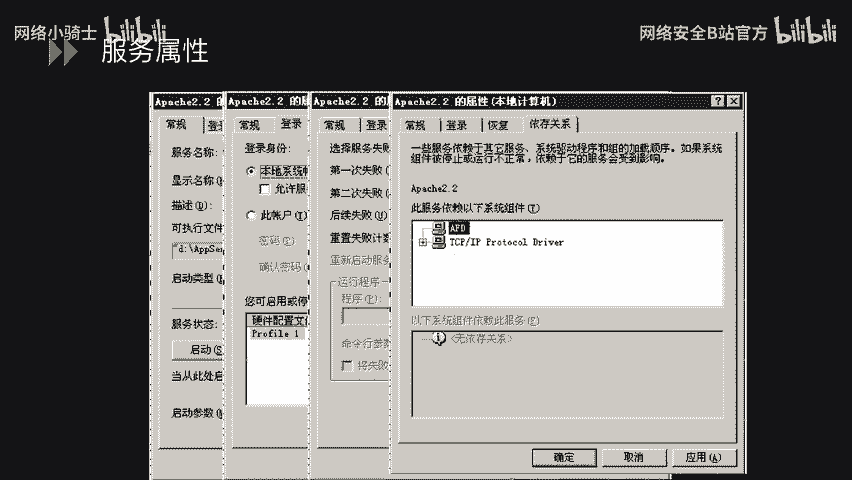 网络小骑士 bilibili
网络安全B站官方 bilibili
服务属性
Apache2.2 的
常规
服务名称:
显示名称(
描述(D):
可执行文件
"d:\AppSer
启动类型(
服务状态:
启动(S
当从此处启
启动参数(
Apache2.2 的属
常规 登录
登录身份:
本地系统帐
允许服
此帐户(T)
密码(P):
确认密码(
您可启用或停
硬件配置文
Profile 1
Apache2.2 的
常规 登录
选择服务失败
第一次失败(
第二次失败(
后续失败(U)
重置失败计数
重新启动服务
运行程序
程序(P):
命令行参数
将失败
Apache2.2 的属性(本地计算机)
常规 登录 恢复 依存关系
一些服务依赖于其它服务、系统驱动程序和组的加载顺序。如果系统
组件被停止或运行不正常，依赖于它的服务会受到影响。
Apache2.2
此服务依赖以下系统组件(T)
AFD
TCP/IP Protocol Driver
以下系统组件依赖此服务(E)
<无依存关系>
确定 取消 应用(A)